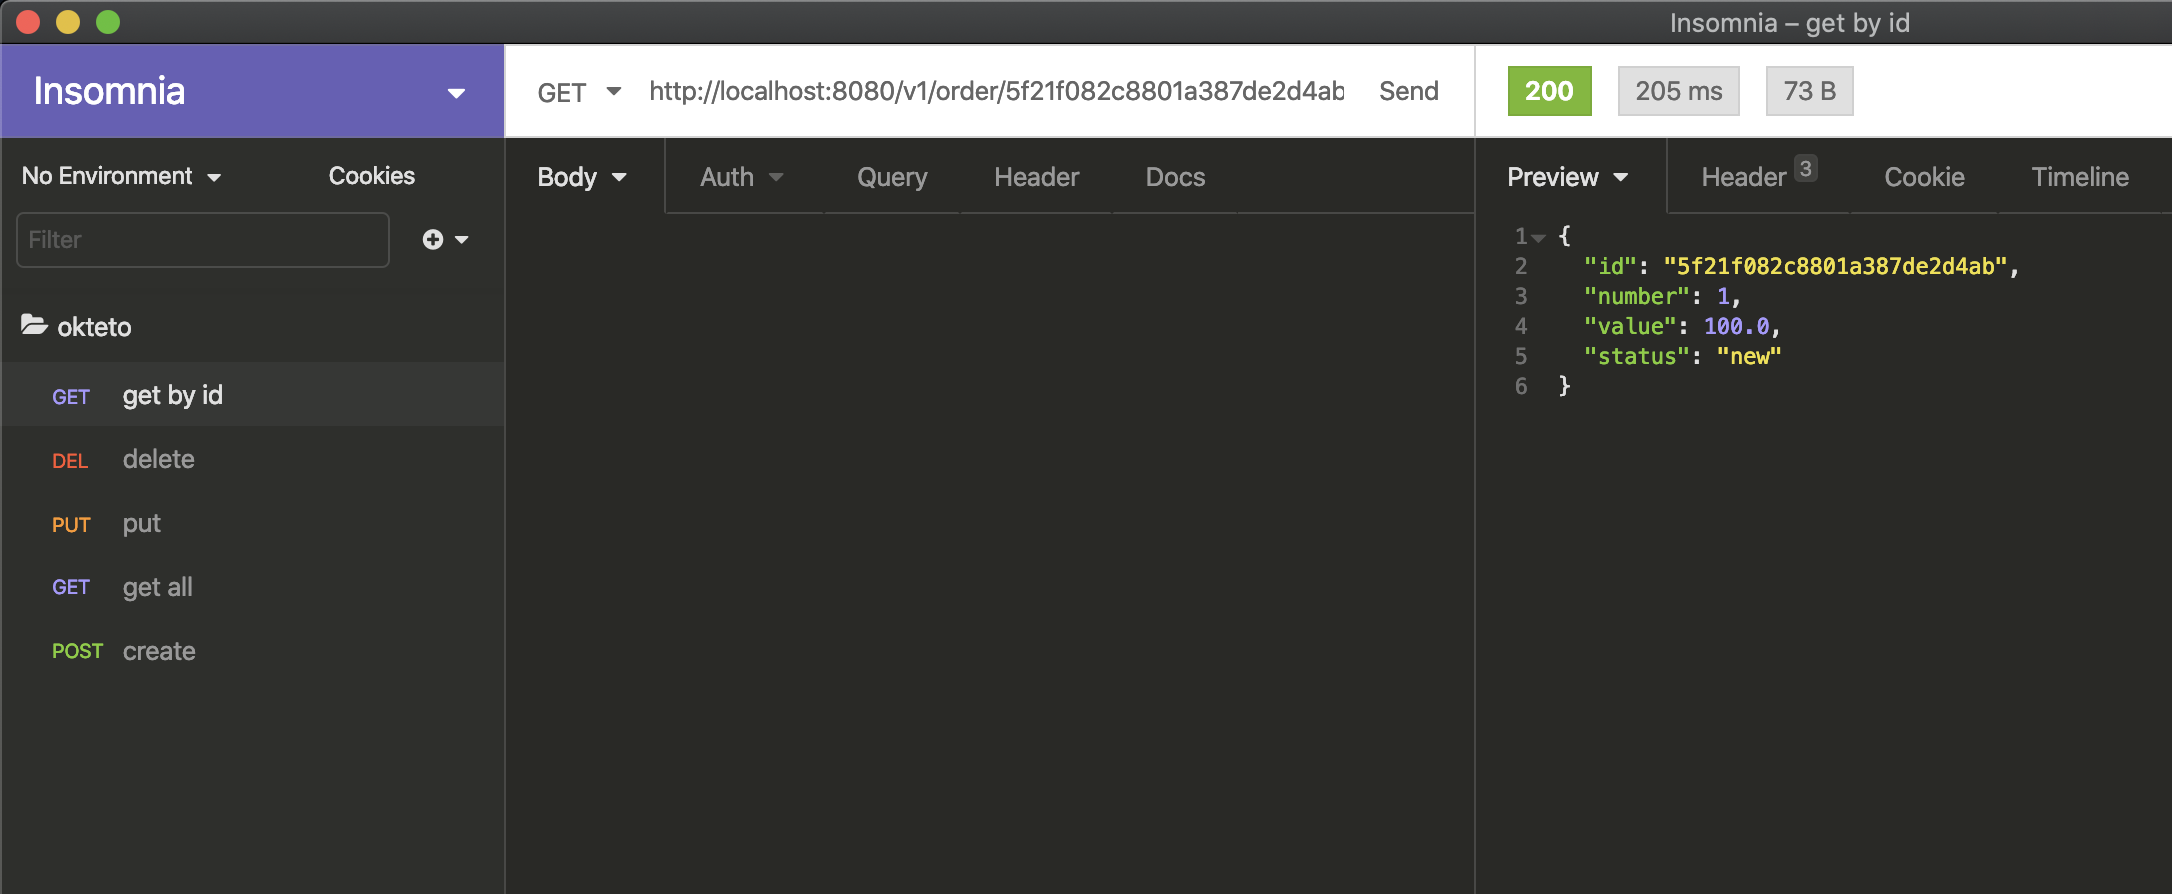 Insomnia – get by id
Insomnia
GET http://localhost:8080/v1/order/5f21f082c8801a387de2d4ab Send
200 205 ms 73 B
No Environment Cookies
Filter
okteto
GET get by id
DEL delete
PUT put
GET get all
POST create
Body Auth Query Header Docs
Preview Header 3 Cookie Timeline
1 {
2 "id": "5f21f082c8801a387de2d4ab",
3 "number": 1,
4 "value": 100.0,
5 "status": "new"
6 }